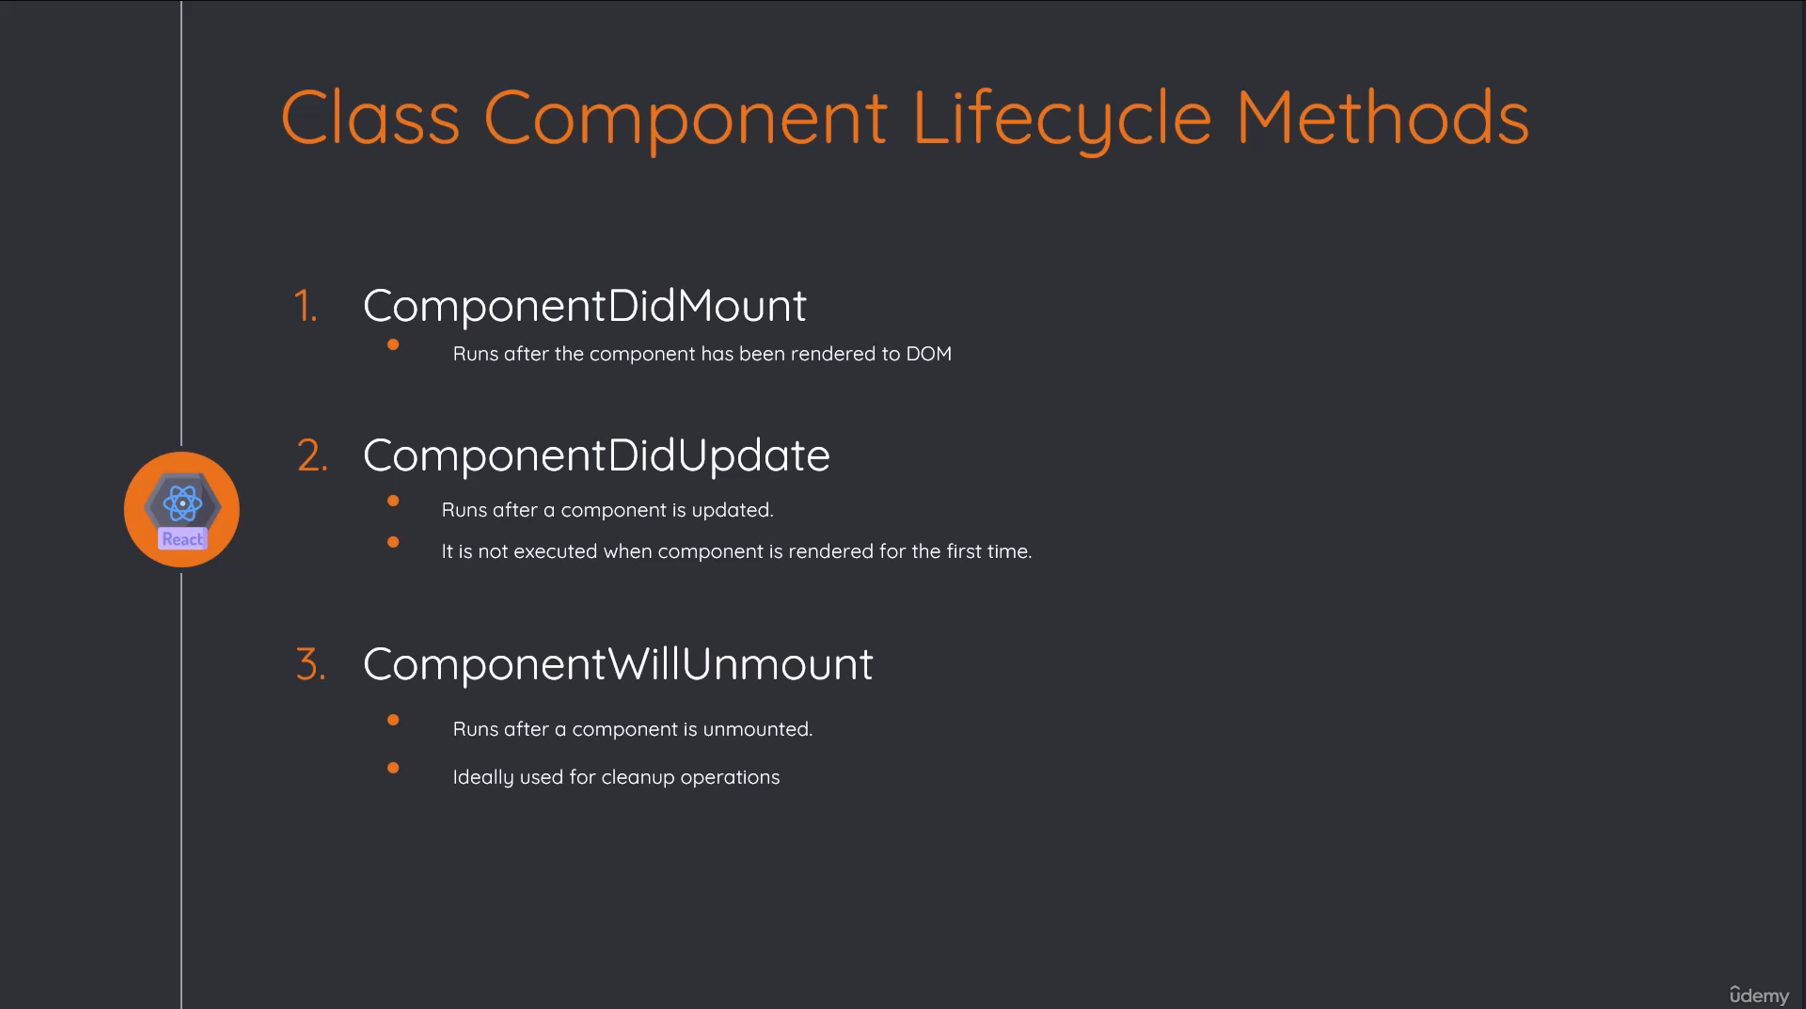 Class Component Lifecycle Methods
1. ComponentDidMount
Runs after the component has been rendered to DOM
2. ComponentDidUpdate
Runs after a component is updated.
It is not executed when component is rendered for the first time.
React
3. ComponentWillUnmount
Runs after a component is unmounted.
Ideally used for cleanup operations
ûdemy